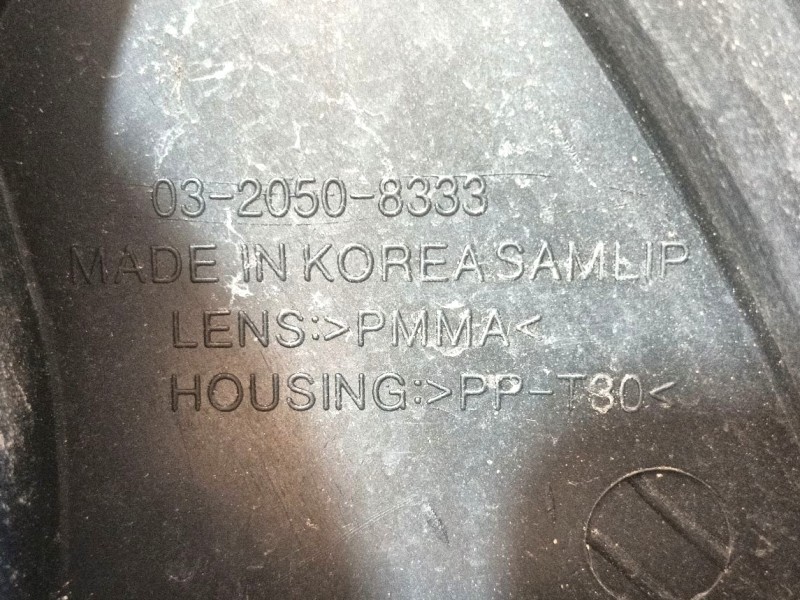 03-2050-8333
MADE IN KOREA SAMLIP
LENS:>PMMA<
HOUSING:>PP-T30<